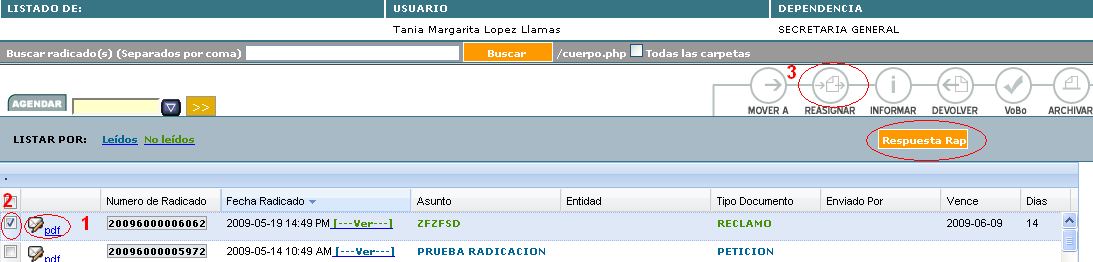 LISTADO DE: USUARIO DEPENDENCIA
Tania Margarita Lopez Llamas SECRETARIA GENERAL
Buscar radicado(s) (Separados por coma) Buscar /cuerpo.php Todas las carpetas
3
AGENDAR >> MOVER A REASIGNAR INFORMAR DEVOLVER VoBo ARCHIVAR
LISTAR POR: Leídos No leídos Respuesta Rap
2 Numero de Radicado Fecha Radicado Asunto Entidad Tipo Documento Enviado Por Vence Dias
pdf 1 20096000006062 2009-05-19 14:49 PM [---Ver---] ZFZFSD RECLAMO 2009-06-09 14
pdf 20096000005972 2009-05-14 10:49 AM [---Ver---] PRUEBA RADICACION PETICION